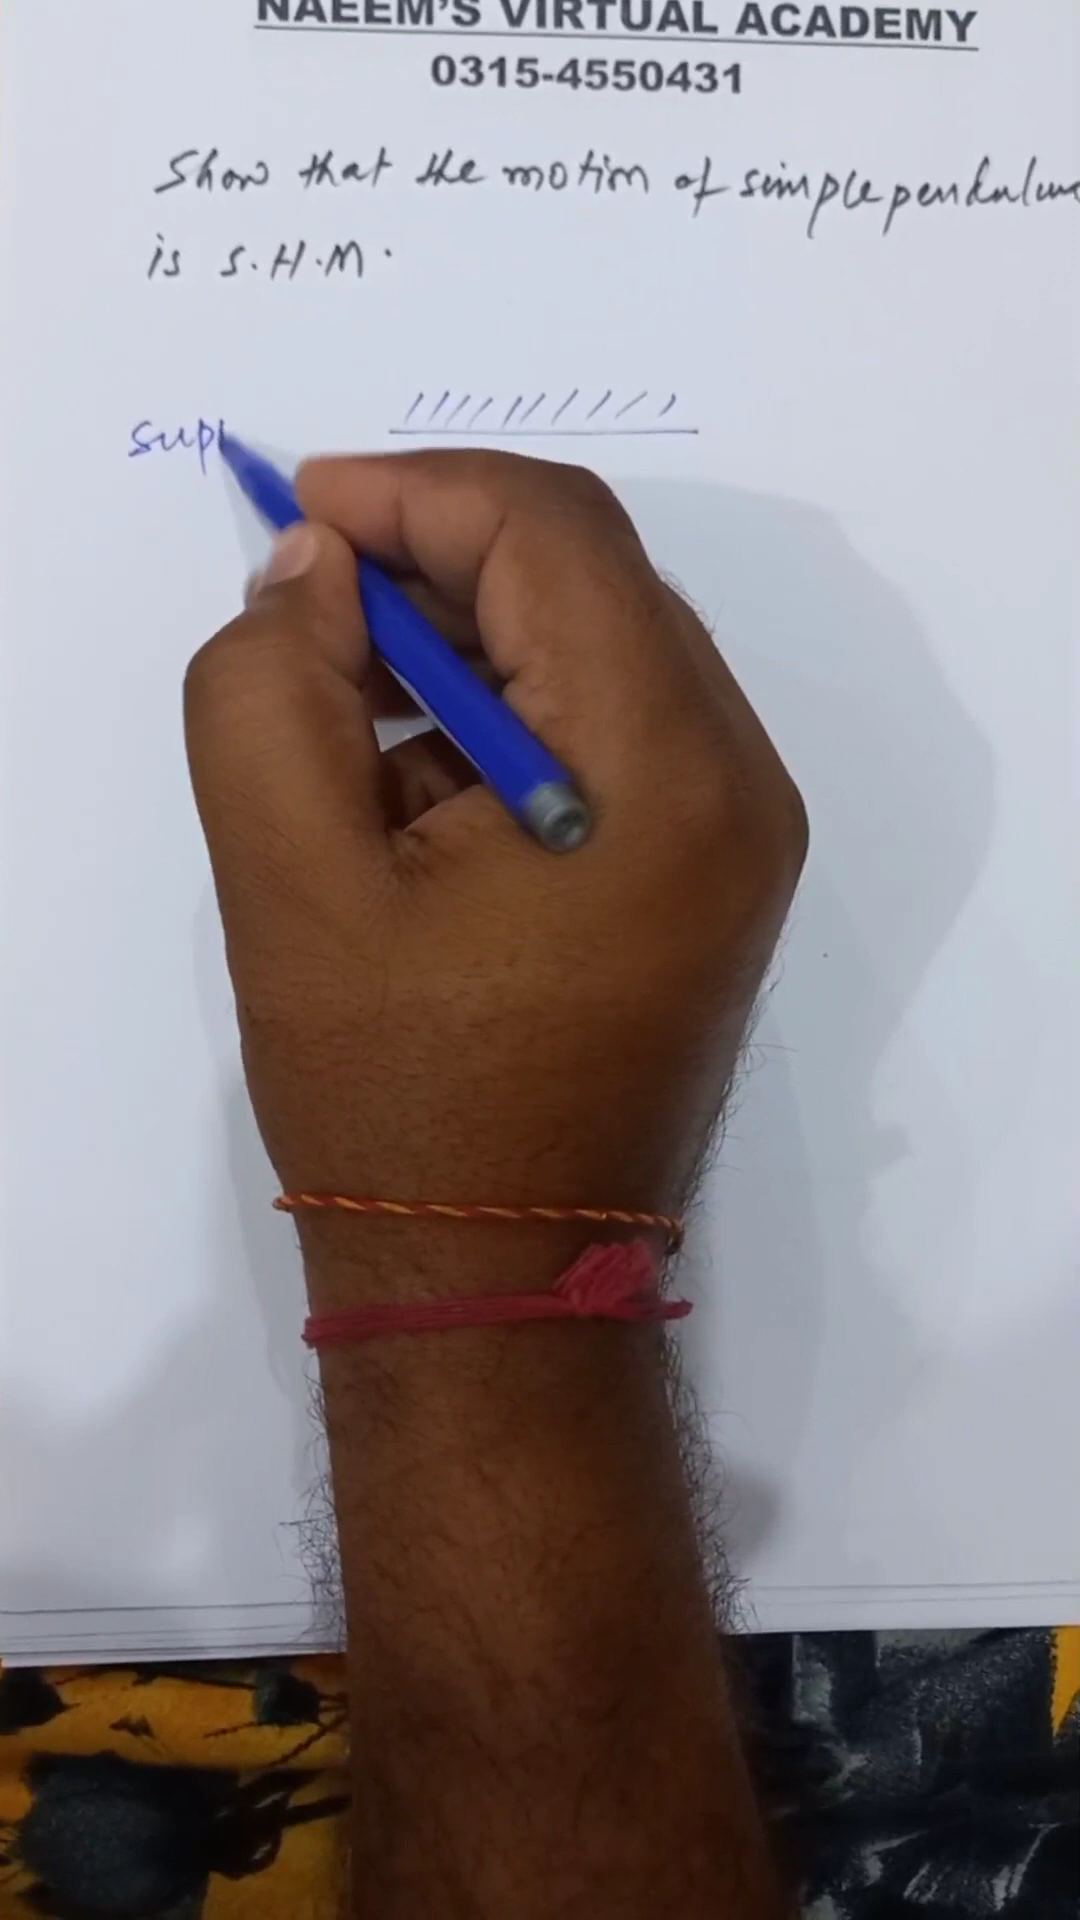 NAEEM'S VIRTUAL ACADEMY
0315-4550431
Show that the motion of simple pendulum
is S.H.M.
sup